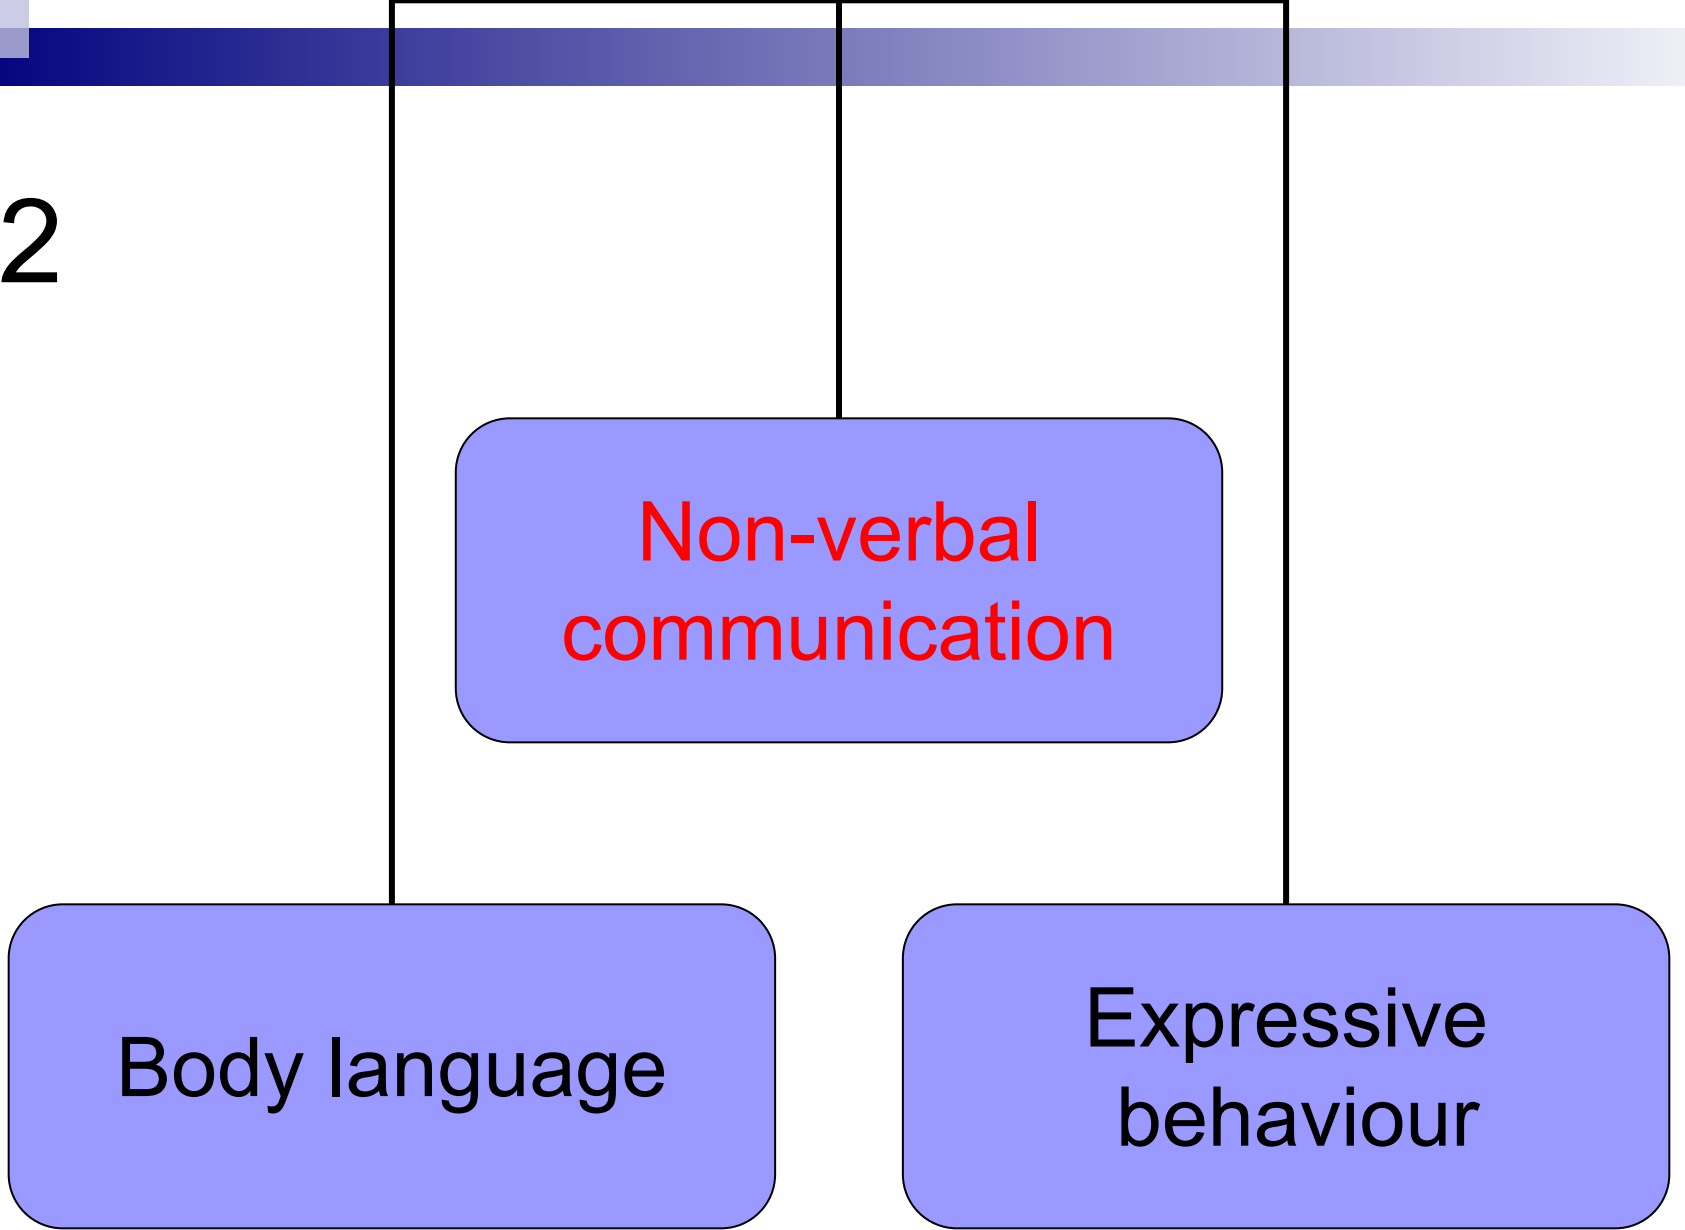 2
Non-verbal
communication
Body language
Expressive
behaviour